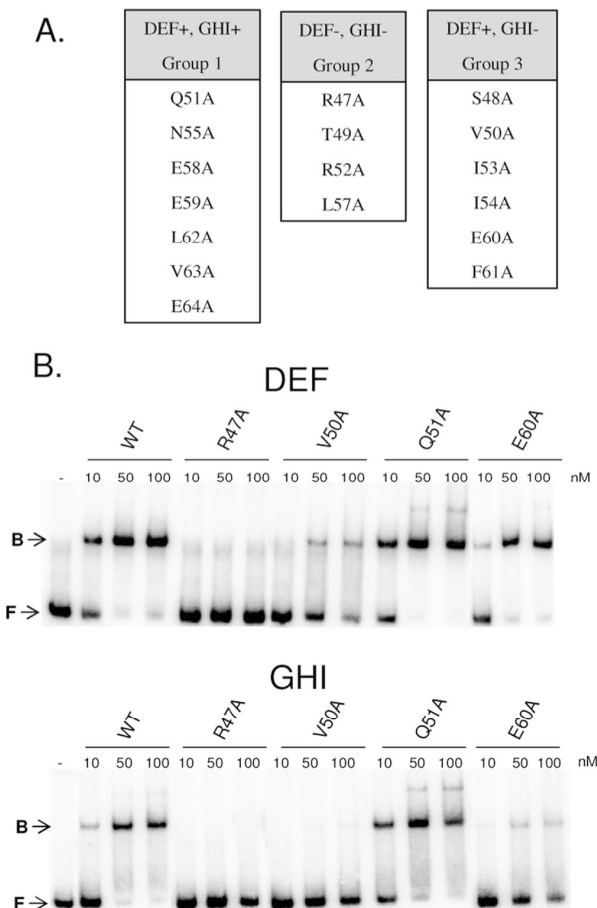 A.
DEF+, GHI+ DEF-, GHI- DEF+, GHI-
Group 1 Group 2 Group 3
Q51A R47A S48A
N55A T49A V50A
E58A R52A I53A
E59A L57A I54A
L62A E60A
V63A F61A
E64A
B.
DEF
WT R47A V50A Q51A E60A
- 10 50 100 10 50 100 10 50 100 10 50 100 10 50 100 nM
B→
F→
GHI
WT R47A V50A Q51A E60A
- 10 50 100 10 50 100 10 50 100 10 50 100 10 50 100 nM
B→
F→